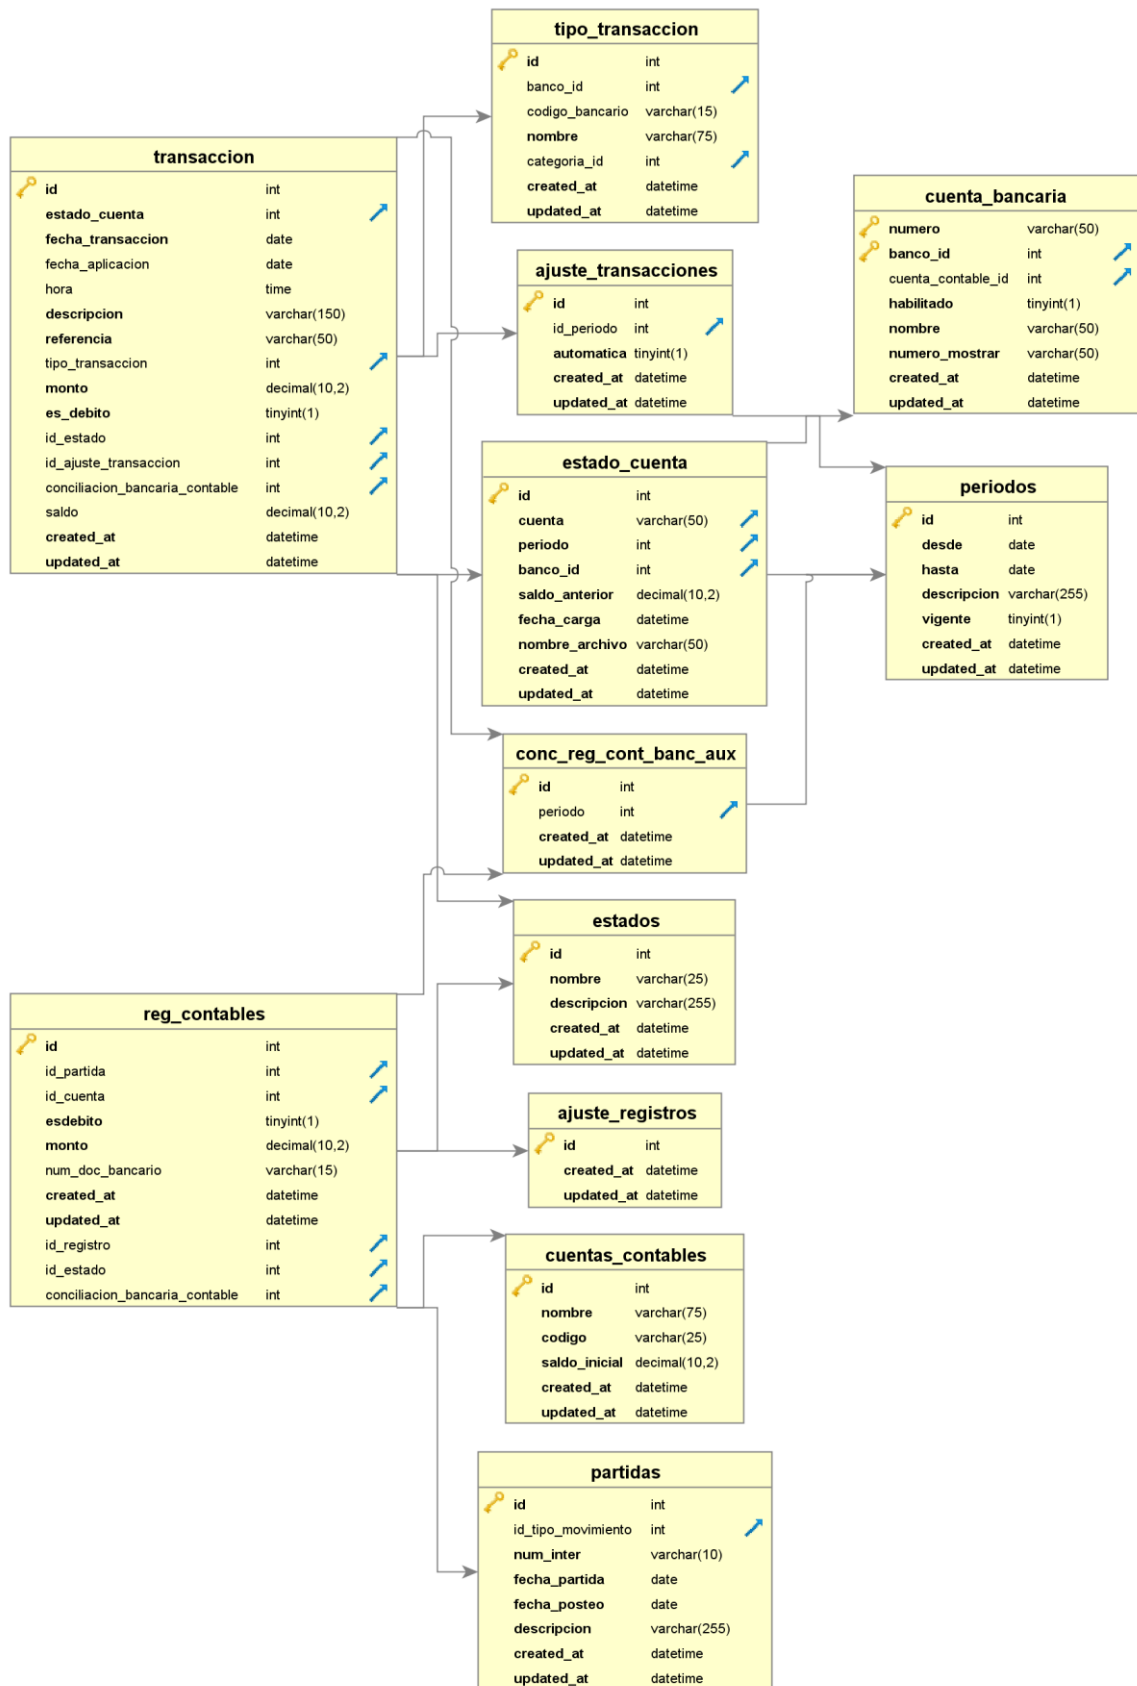 tipo_transaccion
id int
banco_id int
codigo_bancario varchar(15)
nombre varchar(75)
categoria_id int
created_at datetime
updated_at datetime
transaccion
id int
estado_cuenta int
fecha_transaccion date
fecha_aplicacion date
hora time
descripcion varchar(150)
referencia varchar(50)
tipo_transaccion int
monto decimal(10,2)
es_debito tinyint(1)
id_estado int
id_ajuste_transaccion int
conciliacion_bancaria_contable int
saldo decimal(10,2)
created_at datetime
updated_at datetime
cuenta_bancaria
numero varchar(50)
banco_id int
cuenta_contable_id int
habilitado tinyint(1)
nombre varchar(50)
numero_mostrar varchar(50)
created_at datetime
updated_at datetime
ajuste_transacciones
id int
id_periodo int
automatica tinyint(1)
created_at datetime
updated_at datetime
estado_cuenta
id int
cuenta varchar(50)
periodo int
banco_id int
saldo_anterior decimal(10,2)
fecha_carga datetime
nombre_archivo varchar(50)
created_at datetime
updated_at datetime
periodos
id int
desde date
hasta date
descripcion varchar(255)
vigente tinyint(1)
created_at datetime
updated_at datetime
conc_reg_cont_banc_aux
id int
periodo int
created_at datetime
updated_at datetime
estados
id int
nombre varchar(25)
descripcion varchar(255)
created_at datetime
updated_at datetime
reg_contables
id int
id_partida int
id_cuenta int
esdebito tinyint(1)
monto decimal(10,2)
num_doc_bancario varchar(15)
created_at datetime
updated_at datetime
id_registro int
id_estado int
conciliacion_bancaria_contable int
ajuste_registros
id int
created_at datetime
updated_at datetime
cuentas_contables
id int
nombre varchar(75)
codigo varchar(25)
saldo_inicial decimal(10,2)
created_at datetime
updated_at datetime
partidas
id int
id_tipo_movimiento int
num_inter varchar(10)
fecha_partida date
fecha_posteo date
descripcion varchar(255)
created_at datetime
updated_at datetime